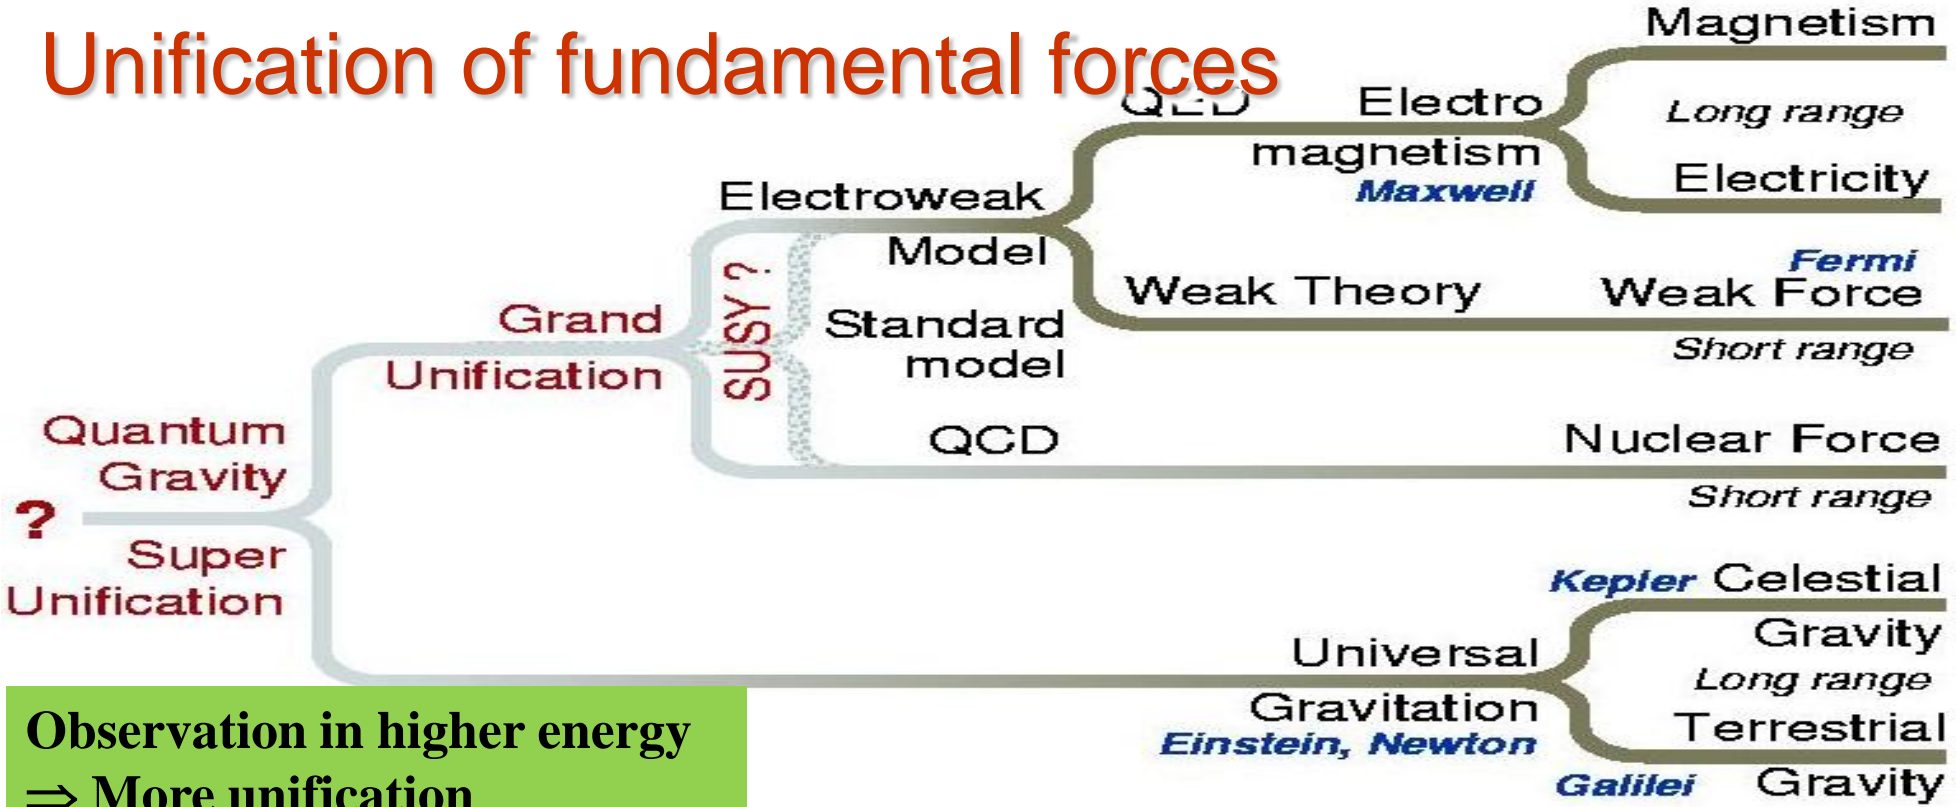 Unification of fundamental forces
Magnetism
QED
Electro
magnetism
Maxwell
Long range
Electricity
Electroweak
Model
Fermi
Weak Theory
Weak Force
Short range
SUSY ?
Standard
model
Grand
Unification
QCD
Nuclear Force
Short range
Quantum
Gravity
?
Super
Unification
Kepler Celestial
Gravity
Long range
Universal
Gravitation
Einstein, Newton
Terrestrial
Galilei Gravity
Observation in higher energy
⇒ More unification